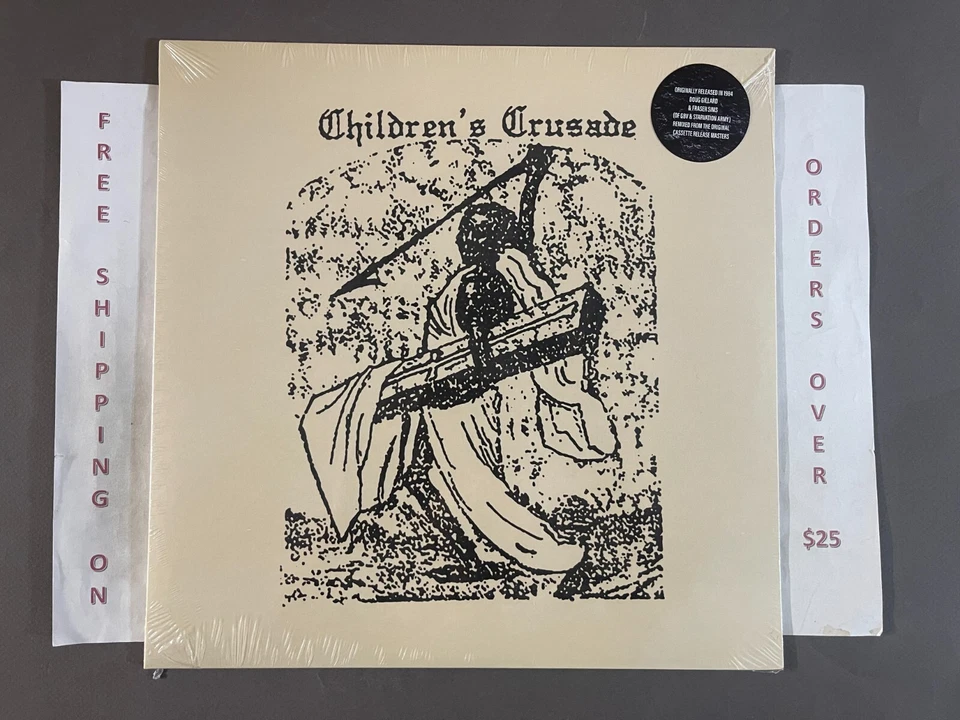 FREE SHIPPING ON
Children's Crusade
ORIGINALLY RELEASED IN 1984
DOUG GILLARD
& FRASER SIMS
(OF GBV & STARVATION ARMY)
REMIXED FROM THE ORIGINAL
CASSETTE RELEASE MASTERS
ORDERS OVER $25